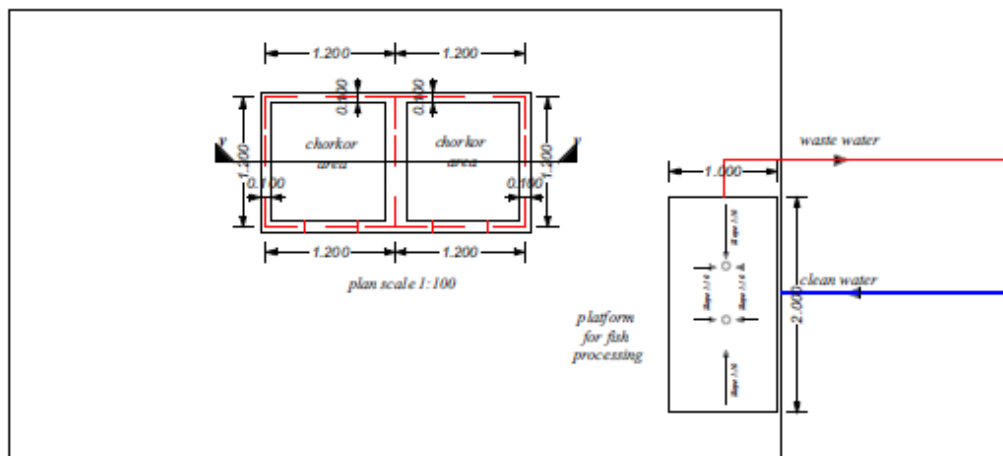 1.200 1.200
0.100 0.100
chorkor
area
chorkor
area
y y
1.200 1.200
0.100 0.100
1.200 1.200
plan scale 1:100
waste water
1.000
clean water
2.000
platform
for fish
processing